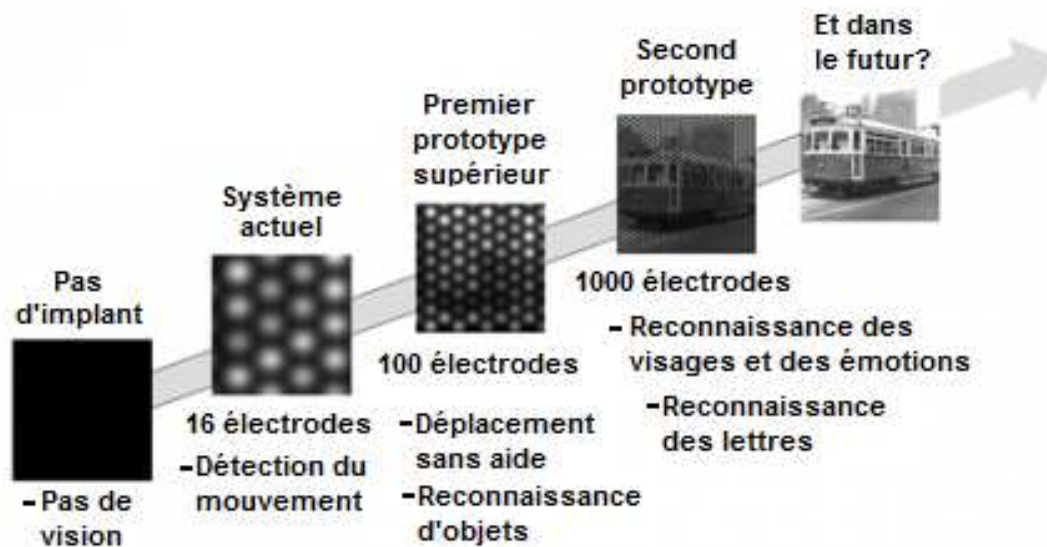 Pas
d'implant
- Pas de
vision
Système
actuel
16 électrodes
- Détection du
mouvement
Premier
prototype
supérieur
100 électrodes
- Déplacement
sans aide
- Reconnaissance
d'objets
Second
prototype
1000 électrodes
- Reconnaissance des
visages et des émotions
- Reconnaissance
des lettres
Et dans
le futur?